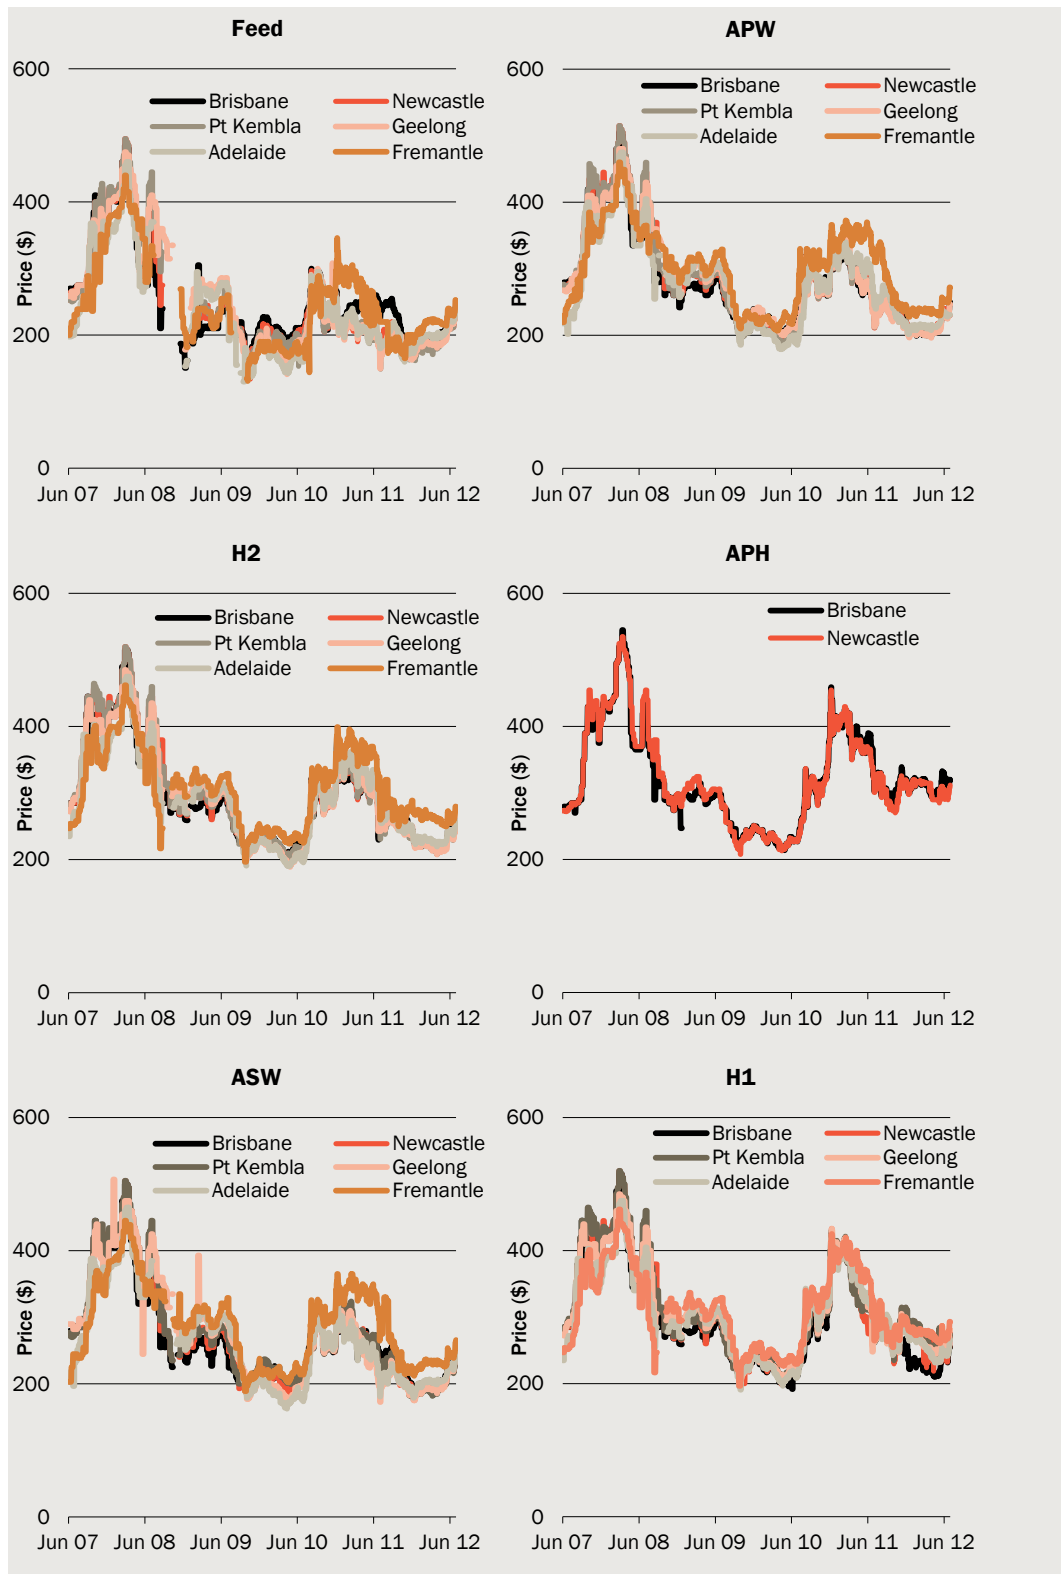 Feed
600
400
200
0
Price ($)
Brisbane Newcastle
Pt Kembla Geelong
Adelaide Fremantle
Jun 07 Jun 08 Jun 09 Jun 10 Jun 11 Jun 12
APW
600
400
200
0
Price ($)
Brisbane Newcastle
Pt Kembla Geelong
Adelaide Fremantle
Jun 07 Jun 08 Jun 09 Jun 10 Jun 11 Jun 12
H2
600
400
200
0
Price ($)
Brisbane Newcastle
Pt Kembla Geelong
Adelaide Fremantle
Jun 07 Jun 08 Jun 09 Jun 10 Jun 11 Jun 12
APH
600
400
200
0
Price ($)
Brisbane
Newcastle
Jun 07 Jun 08 Jun 09 Jun 10 Jun 11 Jun 12
ASW
600
400
200
0
Price ($)
Brisbane Newcastle
Pt Kembla Geelong
Adelaide Fremantle
Jun 07 Jun 08 Jun 09 Jun 10 Jun 11 Jun 12
H1
600
400
200
0
Price ($)
Brisbane Newcastle
Pt Kembla Geelong
Adelaide Fremantle
Jun 07 Jun 08 Jun 09 Jun 10 Jun 11 Jun 12